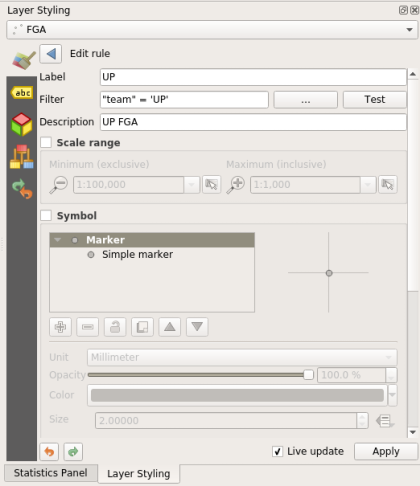 Layer Styling
FGA
Edit rule
Label UP
abc
Filter "team" = 'UP' ... Test
Description UP FGA
Scale range
Minimum (exclusive) Maximum (inclusive)
1:100,000 1:1,000
Symbol
Marker
Simple marker
Unit Millimeter
Opacity 100.0 %
Color
Size 2.00000
Live update Apply
Statistics Panel Layer Styling